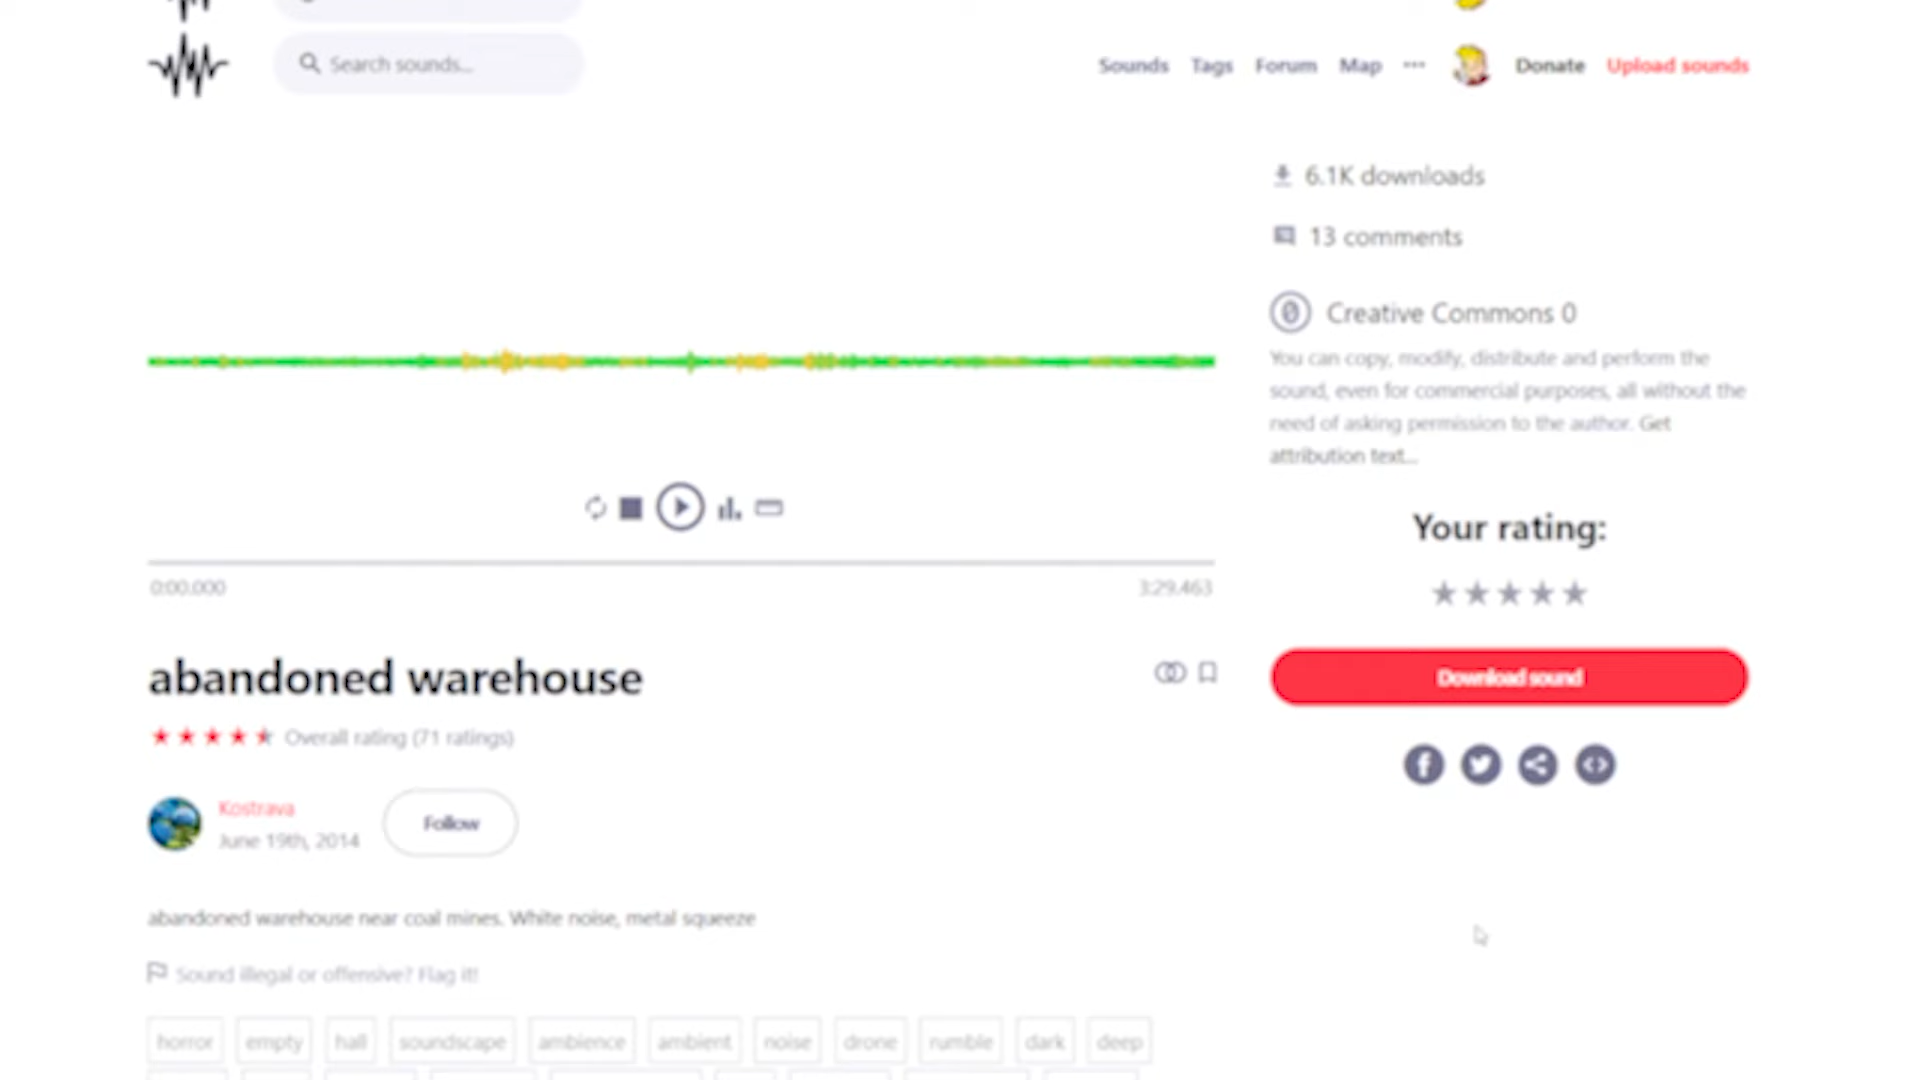 Search sounds...
Sounds Tags Forum Map ... Donate Upload sounds
6.1K downloads
13 comments
Creative Commons 0
You can copy, modify, distribute and perform the
sound, even for commercial purposes, all without the
need of asking permission to the author. Get
attribution text...
0:00.000
3:29.463
Your rating:
abandoned warehouse
Download sound
Overall rating (71 ratings)
Kostrava
June 19th, 2014
Follow
abandoned warehouse near coal mines. White noise, metal squeeze
Sound illegal or offensive? Flag it!
horror empty hall soundscape ambience ambient noise drone rumble dark deep